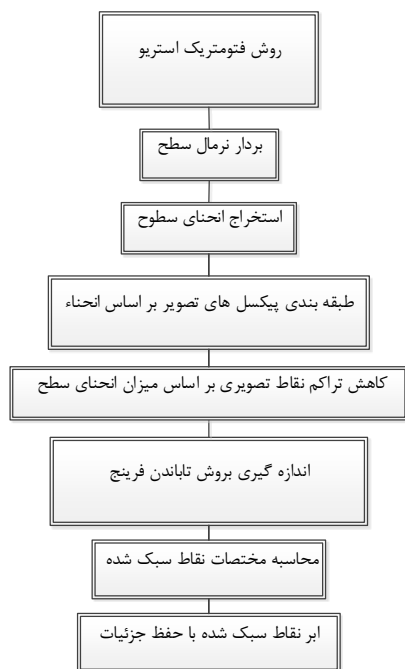 روش فتومتریک استریو
بردار نرمال سطح
استخراج انحنای سطوح
طبقه بندی پیکسل های تصویر بر اساس انحناء
کاهش تراکم نقاط تصویری بر اساس میزان انحنای سطح
اندازه گیری بروش تاباندن فرینج
محاسبه مختصات نقاط سبک شده
ابر نقاط سبک شده با حفظ جزئیات